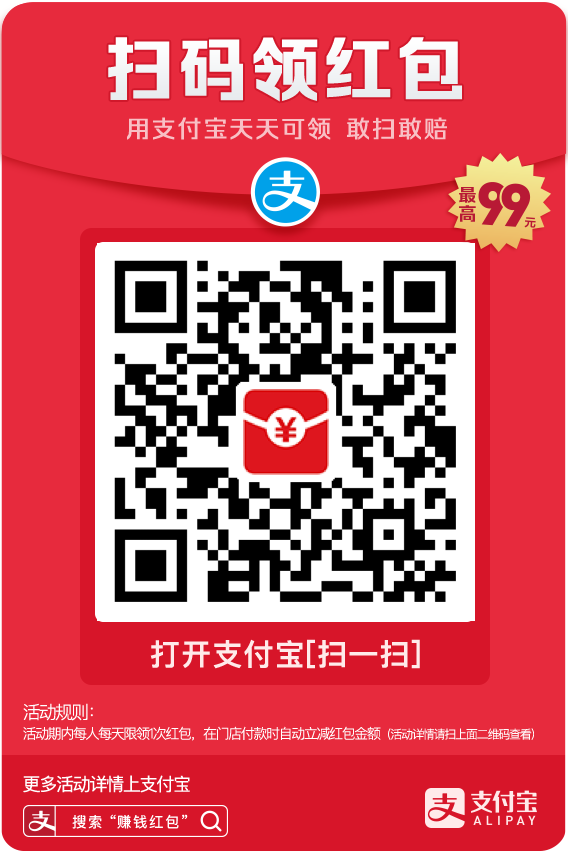 扫码领红包
用支付宝天天可领 敢扫敢赔
支
最高99元
¥
打开支付宝[扫一扫]
活动规则：
活动期内每人每天限领1次红包，在门店付款时自动立减红包金额（活动详情请扫上面二维码查看）
更多活动详情上支付宝
支 搜索“赚钱红包”
支 支付宝
ALIPAY